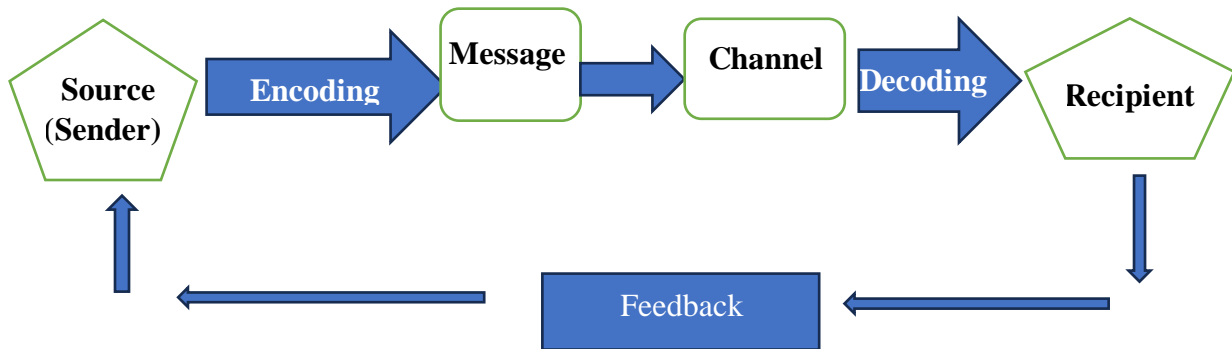 Source
(Sender)
Encoding
Message
Channel
Decoding
Recipient
Feedback